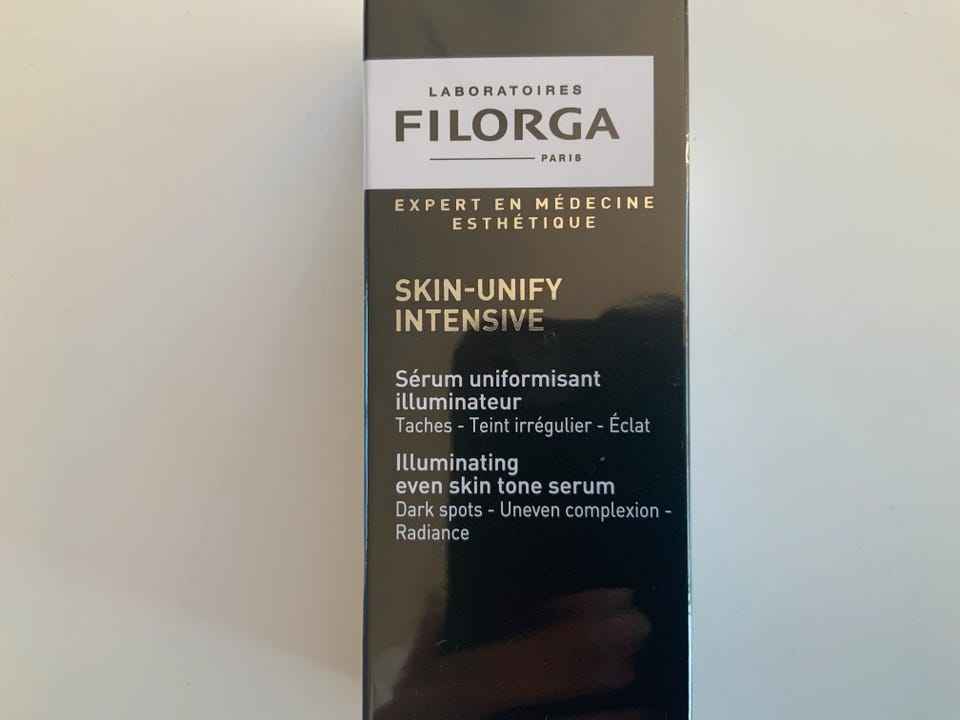 LABORATOIRES
FILORGA
PARIS
EXPERT EN MÉDECINE
ESTHÉTIQUE
SKIN-UNIFY
INTENSIVE
Sérum uniformisant
illuminateur
Taches - Teint irrégulier - Éclat
Illuminating
even skin tone serum
Dark spots - Uneven complexion -
Radiance